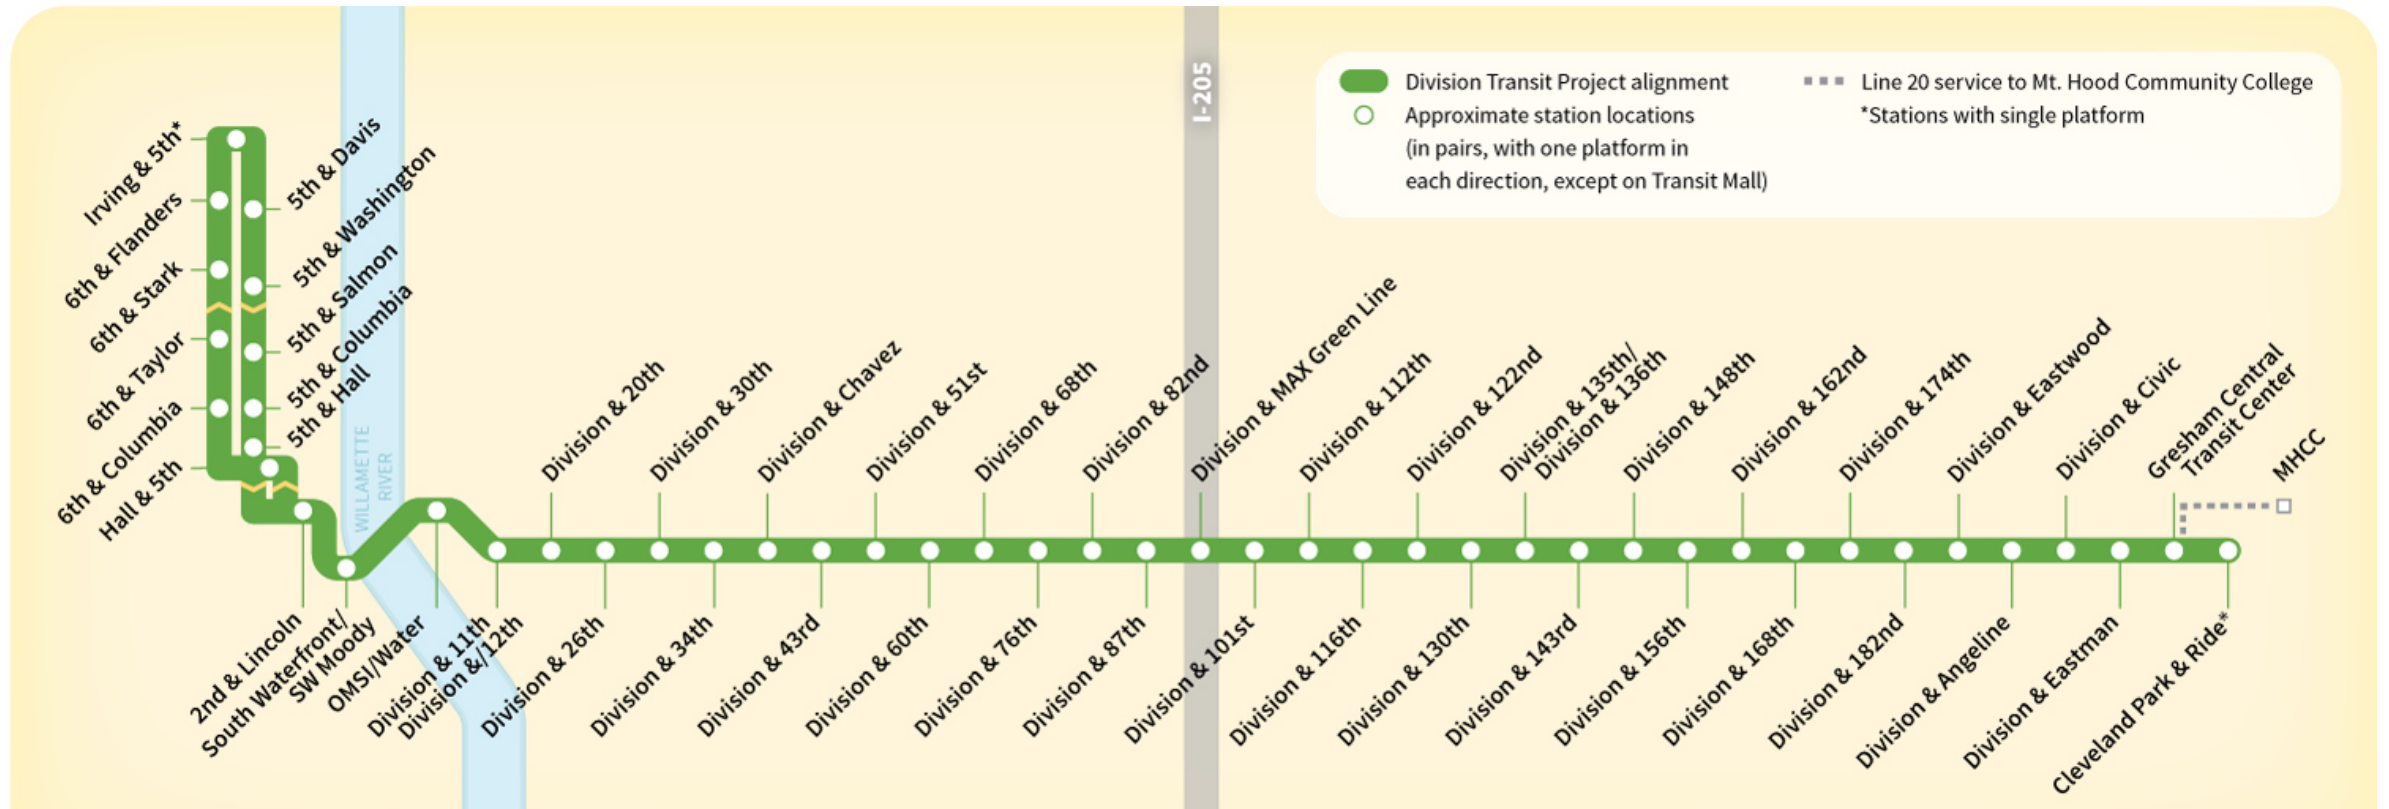 I-205
Division Transit Project alignment
Approximate station locations
(in pairs, with one platform in
each direction, except on Transit Mall)
Line 20 service to Mt. Hood Community College
*Stations with single platform
Irving & 5th*
6th & Flanders
6th & Stark
6th & Taylor
6th & Columbia
Hall & 5th
5th & Davis
5th & Washington
5th & Salmon
5th & Columbia
5th & Hall
WILLAMETTE
RIVER
Division & 20th
Division & 30th
Division & Chavez
Division & 51st
Division & 68th
Division & 82nd
Division & MAX Green Line
Division & 112th
Division & 122nd
Division & 135th/
Division & 136th
Division & 148th
Division & 162nd
Division & 174th
Division & Eastwood
Division & Civic
Gresham Central
Transit Center
MHCC
2nd & Lincoln
South Waterfront/
SW Moody
OMSI/Water
Division & 11th
Division &/12th
Division & 26th
Division & 34th
Division & 43rd
Division & 60th
Division & 76th
Division & 87th
Division & 101st
Division & 116th
Division & 130th
Division & 143rd
Division & 156th
Division & 168th
Division & 182nd
Division & Angeline
Division & Eastman
Cleveland Park & Ride*